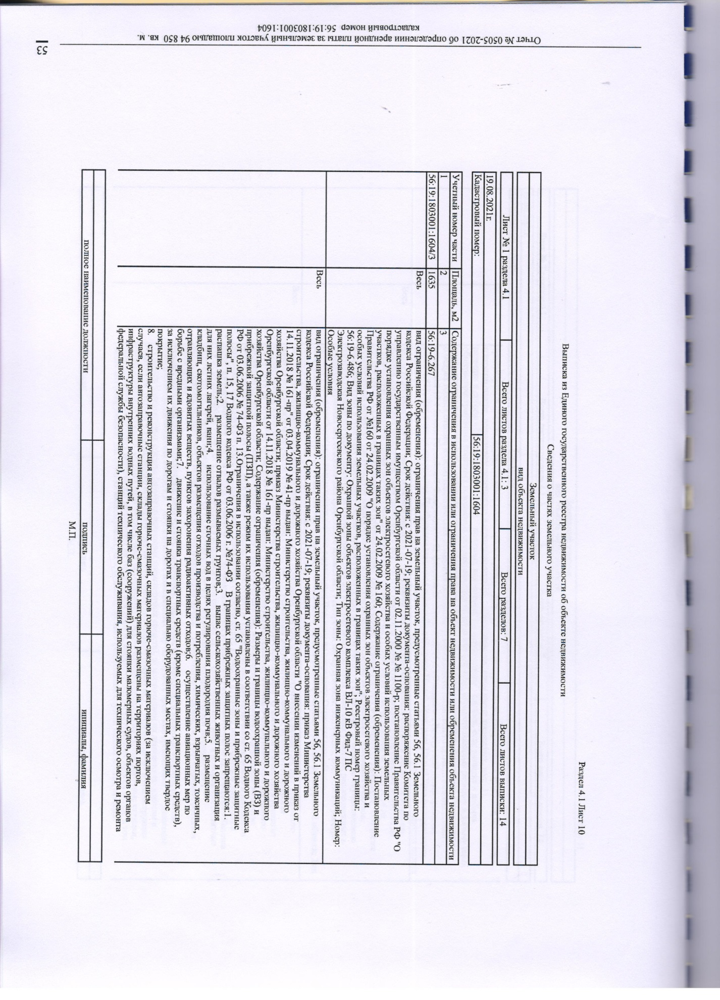 Отчет № 0505-2021 об определении арендной платы за земельный участок площадью 94 850 кв. м.
кадастровый номер 56:19:1803001:1604
53
Раздел 4.1 Лист 10
Выписка из Единого государственного реестра недвижимости об объекте недвижимости
Сведения о частях земельного участка
Земельный участок
вид объекта недвижимости
Лист № 1 раздела 4.1 Всего листов раздела 4.1: 3 Всего разделов: 7 Всего листов выписки: 14
19.08.2021г.
Кадастровый номер: 56:19:1803001:1604
Учетный номер части Площадь, м2 Содержание ограничения в использовании или ограничения права на объект недвижимости или обременения объекта недвижимости
1 2 3
56:19:1803001:1604/3 1635 56:19-6.267
Весь вид ограничения (обременения): ограничения прав на земельный участок, предусмотренные статьями 56, 56.1 Земельного
кодекса Российской Федерации; Срок действия: с 2021-07-19; реквизиты документа-основания: распоряжение Комитета по
управлению государственным имуществом Оренбургской области от 02.11.2000 № № 1100-р; постановление Правительства РФ "О
порядке установления охранных зон объектов электросетевого хозяйства и особых условий использования земельных
участков, расположенных в границах таких зон" от 24.02.2009 № 160; Содержание ограничения (обременения): Постановление
Правительства РФ от №160 от 24.02.2009 "О порядке установления охранных зон объектов электросетевого хозяйства и
особых условий использования земельных участков, расположенных в границах таких зон"; Реестровый номер границы:
56:19-6.486; Вид зоны по документу: Охранной зоны объектов электросетевого комплекса ВЛ-10 кВ Фид-7 ПС
Электрозаводская Новосергеевского района Оренбургской области; Тип зоны: Охранная зона инженерных коммуникаций; Номер:
Особые условия
Весь вид ограничения (обременения): ограничения прав на земельный участок, предусмотренные статьями 56, 56.1 Земельного
кодекса Российской Федерации; Срок действия: с 2021-07-19; реквизиты документа-основания: приказ Министерства
строительства, жилищно-коммунального и дорожного хозяйства Оренбургской области "О внесении изменений в приказ от
14.11.2018 № 161-пр" от 03.04.2019 № 41-пр выдан: Министерство строительства, жилищно-коммунального и дорожного
хозяйства Оренбургской области; приказ Министерства строительства, жилищно-коммунального и дорожного хозяйства
Оренбургской области от 14.11.2018 № 161-пр выдан: Министерство строительства, жилищно-коммунального и дорожного
хозяйства Оренбургской области; Содержание ограничения (обременения): Размеры и границы водоохранной зоны (ВЗ) и
прибрежной защитной полосы (ПЗП), а также режим их использования установлены в соответствии со ст. 65 Водного Кодекса
РФ от 03.06.2006 № 74-ФЗ п. 13.Ограничения в использовании согласно, ст. 65 "Водоохранные зоны и прибрежные защитные
полосы", п. 15, 17 Водного кодекса РФ от 03.06.2006 г. №74-ФЗ В границах прибрежных защитных полос запрещаются:1.
распашка земель;2. размещение отвалов размываемых грунтов;3. выпас сельскохозяйственных животных и организация
для них летних лагерей, ванн;4. использование сточных вод в целях регулирования плодородия почв;5. размещение
кладбищ, скотомогильников, объектов размещения отходов производства и потребления, химических, взрывчатых, токсичных,
отравляющих и ядовитых веществ, пунктов захоронения радиоактивных отходов;6. осуществление авиационных мер по
борьбе с вредными организмами;7. движение и стоянка транспортных средств (кроме специальных транспортных средств),
за исключением их движения по дорогам и стоянки на дорогах и в специально оборудованных местах, имеющих твердое
покрытие;
8. строительство и реконструкция автозаправочных станций, складов горюче-смазочных материалов (за исключением
случаев, если автозаправочные станции, склады горюче-смазочных материалов размещены на территориях портов,
инфраструктуры внутренних водных путей, в том числе баз (сооружений) для стоянки маломерных судов, объектов органов
федеральной службы безопасности), станций технического обслуживания, используемых для технического осмотра и ремонта
полное наименование должности подпись инициалы, фамилия
М.П.